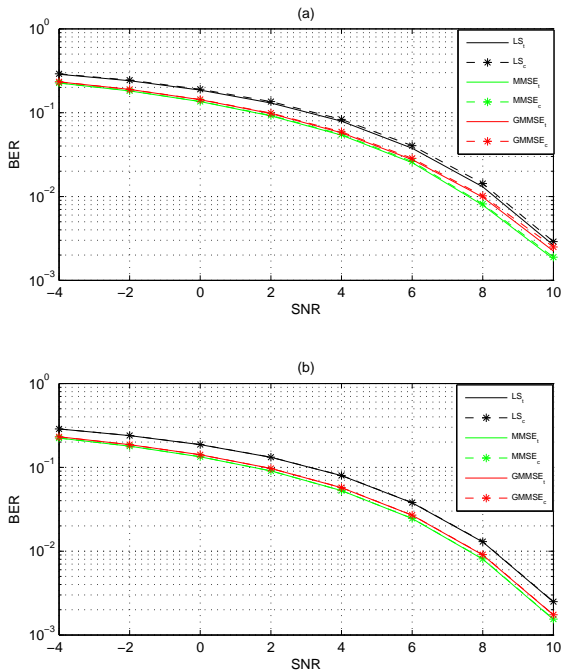 (a)
10^0
10^-1
10^-2
10^-3
BER
−4 −2 0 2 4 6 8 10
SNR
LS_t
LS_c
MMSE_t
MMSE_c
GMMSE_t
GMMSE_c
(b)
10^0
10^-1
10^-2
10^-3
BER
−4 −2 0 2 4 6 8 10
SNR
LS_t
LS_c
MMSE_t
MMSE_c
GMMSE_t
GMMSE_c